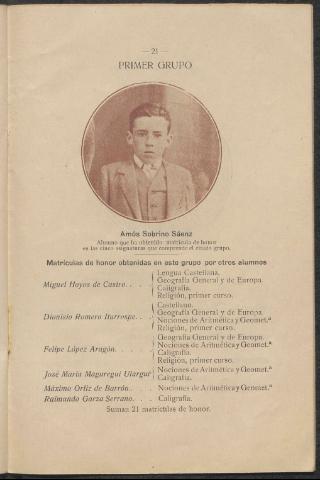 — 21 —
PRIMER GRUPO
Amós Sobrino Sáenz
Alumno que ha obtenido matrícula de honor
en las cinco asignaturas que comprende el citado grupo.
Matrículas de honor obtenidas en este grupo por otros alumnos
Miguel Hoyos de Castro. . . .
Lengua Castellana.
Geografía General y de Europa.
Caligrafía.
Religión, primer curso.
Dionisio Romero Iturrospe. . .
Castellano.
Geografía General y de Europa.
Nociones de Aritmética y Geomet.ª
Religión, primer curso.
Felipe López Aragón. . . . . .
Geografía General y de Europa.
Nociones de Aritmética y Geomet.ª
Caligrafía.
Religión, primer curso.
José María Maguregui Ulargui
Nociones de Aritmética y Geomet.ª
Caligrafía.
Máximo Ortiz de Barrón. . . . Nociones de Aritmética y Geomet.ª
Raimundo Garza Serrano. . . . Caligrafía.
Suman 21 matrículas de honor.